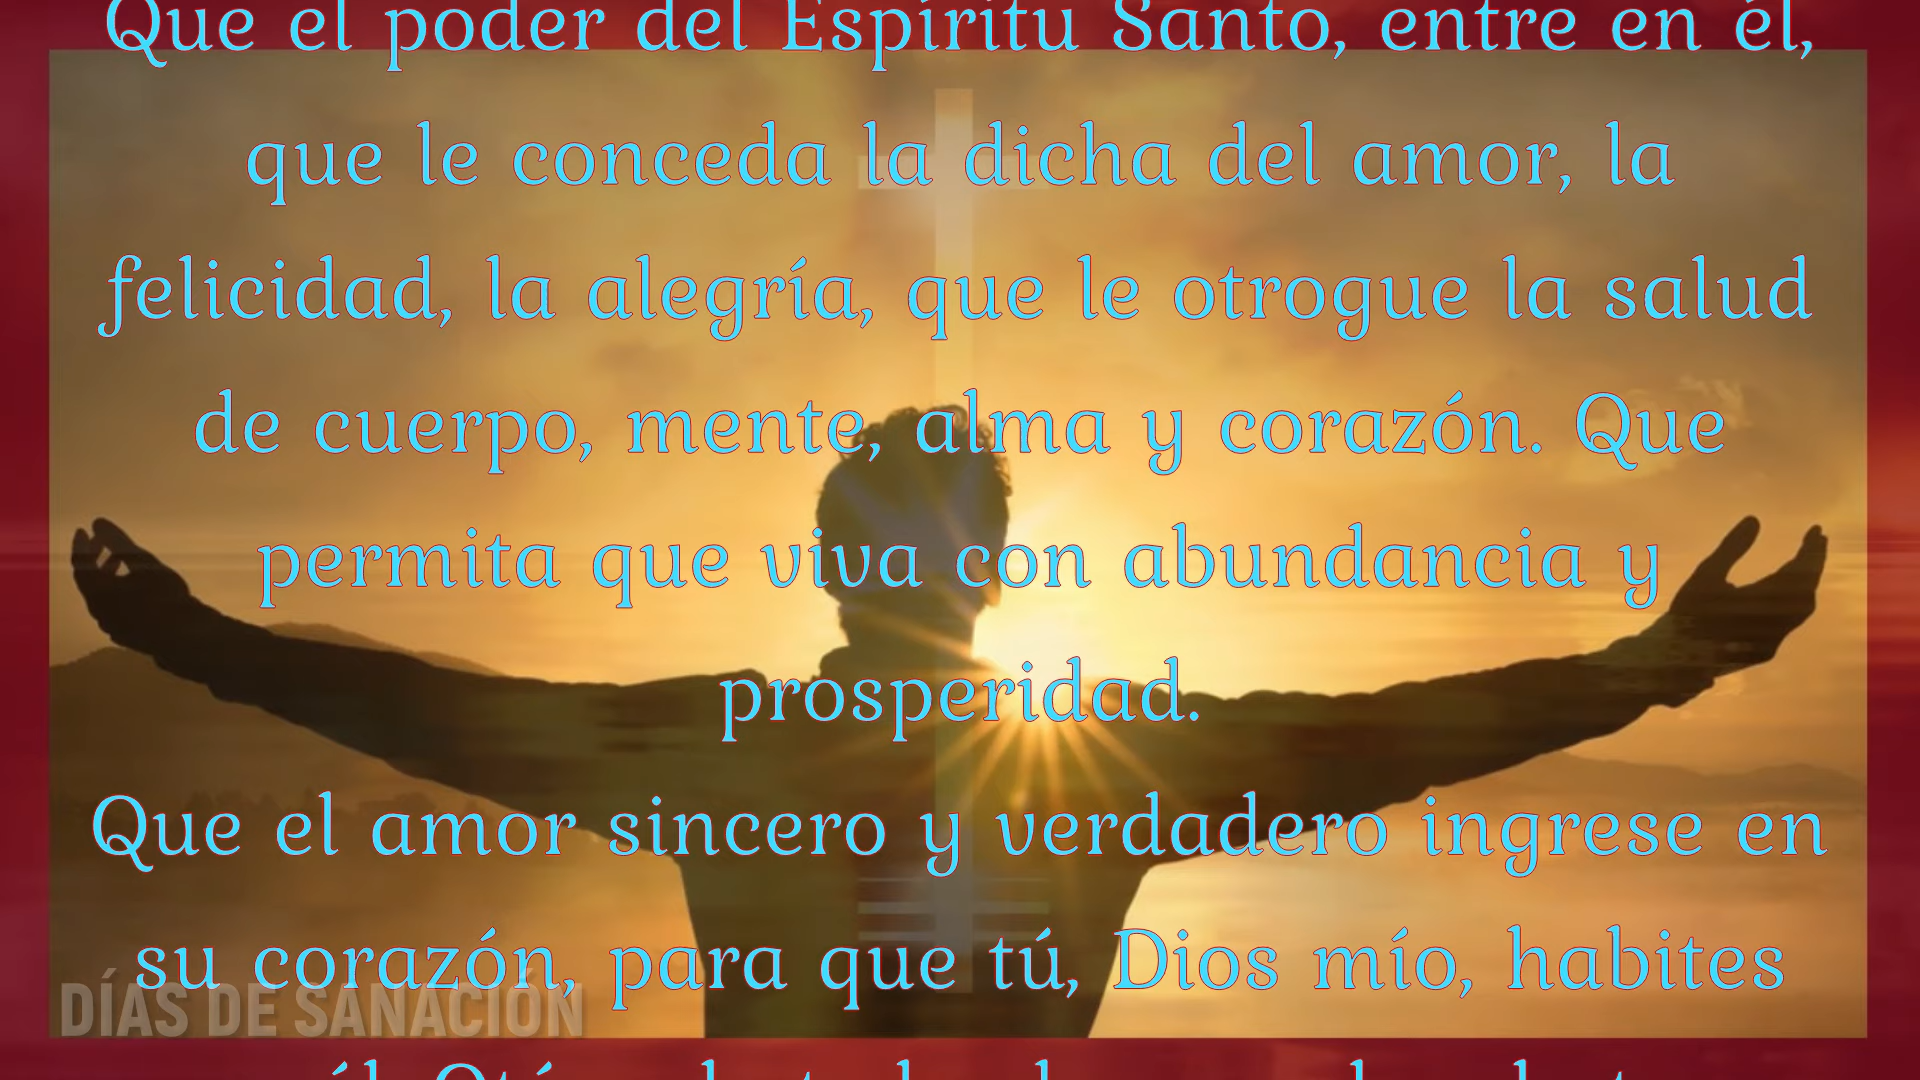 Que el poder del Espíritu Santo, entre en él,
que le conceda la dicha del amor, la
felicidad, la alegría, que le otrogue la salud
de cuerpo, mente, alma y corazón. Que
permita que viva con abundancia y
prosperidad.
Que el amor sincero y verdadero ingrese en
su corazón, para que tú, Dios mío, habites
DÍAS DE SANACIÓN